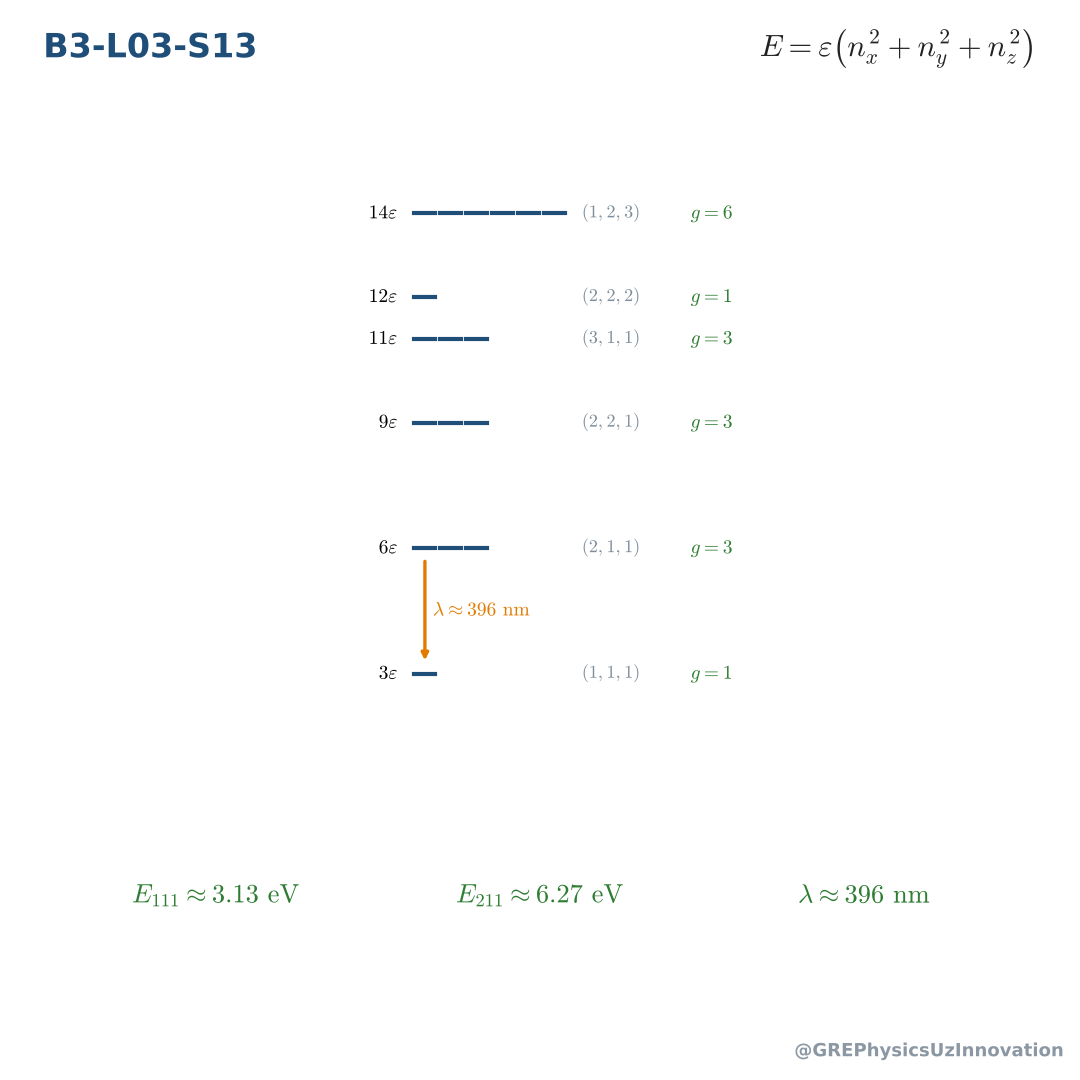 B3-L03-S13
E = ε(n_x^2 + n_y^2 + n_z^2)
14ε (1, 2, 3) g = 6
12ε (2, 2, 2) g = 1
11ε (3, 1, 1) g = 3
9ε (2, 2, 1) g = 3
6ε (2, 1, 1) g = 3
λ ≈ 396 nm
3ε (1, 1, 1) g = 1
E_111 ≈ 3.13 eV E_211 ≈ 6.27 eV λ ≈ 396 nm
@GREPhysicsUzInnovation